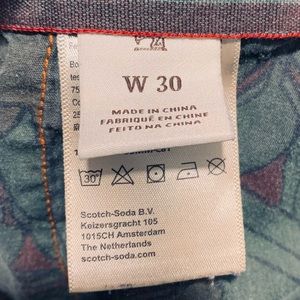 W 30
MADE IN CHINA
FABRIQUÉ EN CHINE
FEITO NA CHINA
30
Scotch-Soda B.V.
Keizersgracht 105
1015CH Amsterdam
The Netherlands
scotch-soda.com